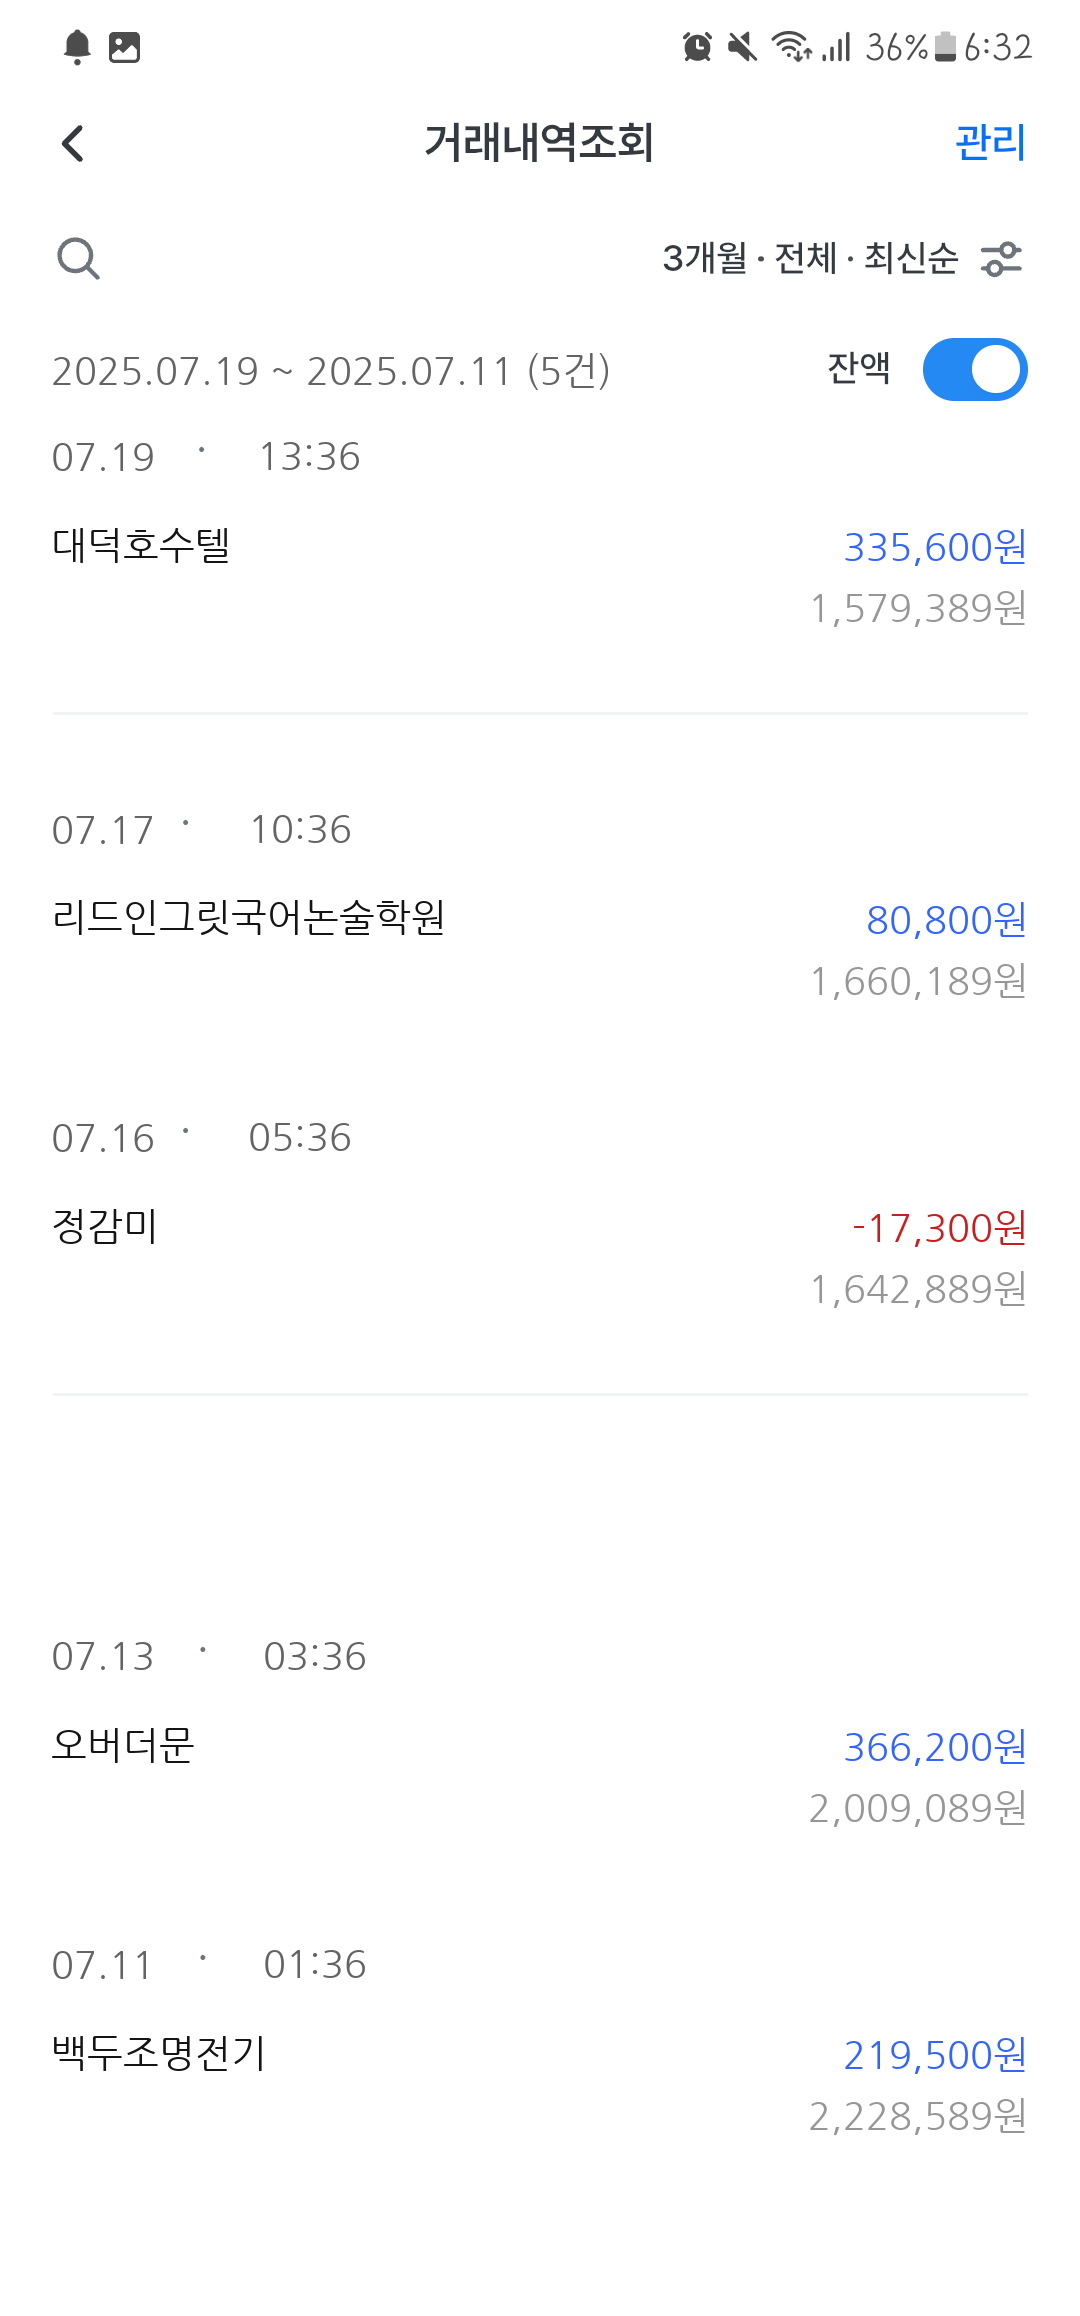 36% 6:32
거래내역조회 관리
3개월 · 전체 · 최신순
2025.07.19 ~ 2025.07.11 (5건) 잔액
07.19 · 13:36
대덕호수텔 335,600원
1,579,389원
07.17 · 10:36
리드인그릿국어논술학원 80,800원
1,660,189원
07.16 · 05:36
정감미 -17,300원
1,642,889원
07.13 · 03:36
오버더문 366,200원
2,009,089원
07.11 · 01:36
백두조명전기 219,500원
2,228,589원